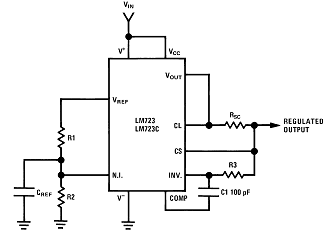 VIN
V+ VCC
VOUT
VREF
LM723
LM723C
RSC
REGULATED
OUTPUT
CL
R1
CS
R3
N.I.
INV.
CREF
R2
V− COMP
C1 100 pF